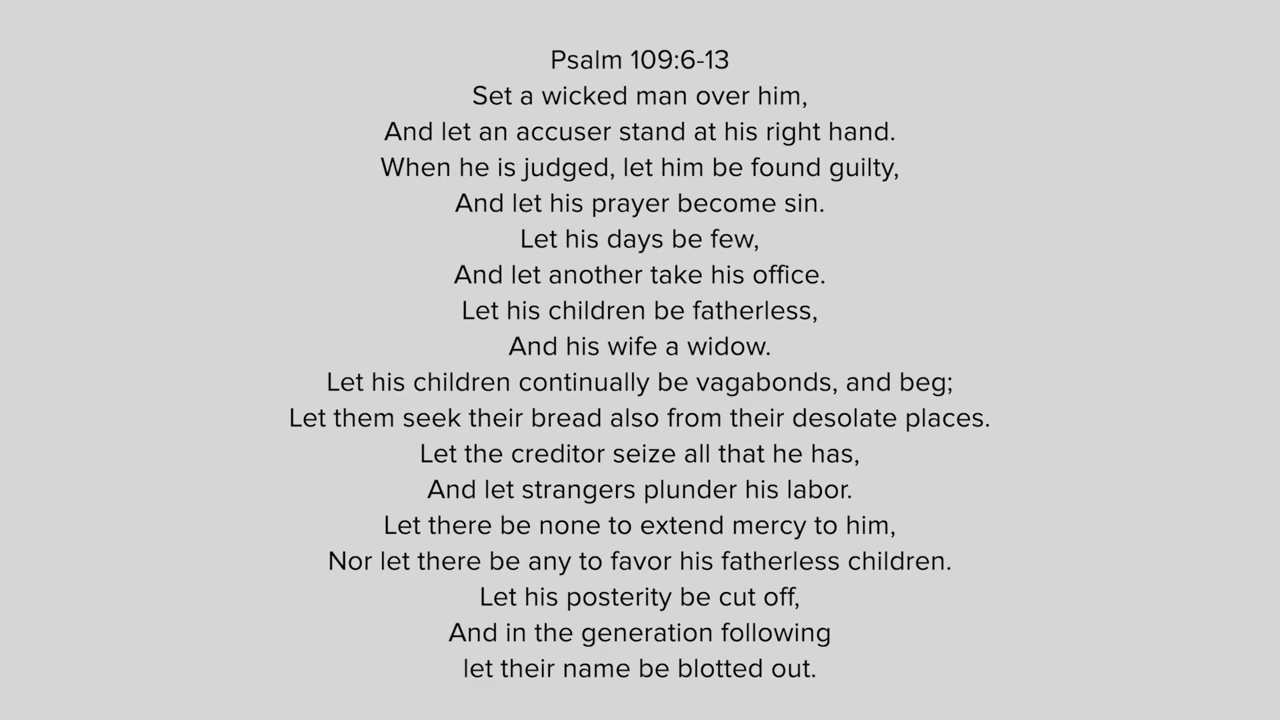 Psalm 109:6-13
Set a wicked man over him,
And let an accuser stand at his right hand.
When he is judged, let him be found guilty,
And let his prayer become sin.
Let his days be few,
And let another take his office.
Let his children be fatherless,
And his wife a widow.
Let his children continually be vagabonds, and beg;
Let them seek their bread also from their desolate places.
Let the creditor seize all that he has,
And let strangers plunder his labor.
Let there be none to extend mercy to him,
Nor let there be any to favor his fatherless children.
Let his posterity be cut off,
And in the generation following
let their name be blotted out.